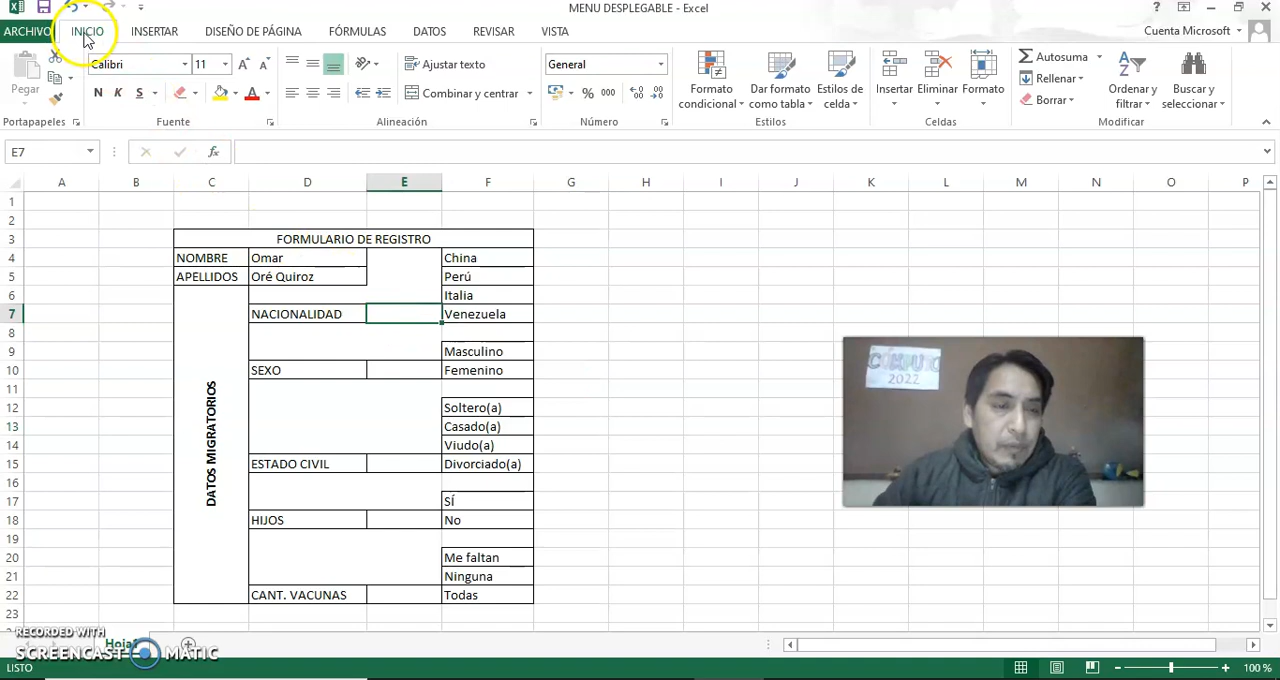 MENU DESPLEGABLE - Excel
Cuenta Microsoft
ARCHIVO INICIO INSERTAR DISEÑO DE PÁGINA FÓRMULAS DATOS REVISAR VISTA
Pegar
Calibri 11
N K S
Ajustar texto
Combinar y centrar
General
% 000
Formato condicional
Dar formato como tabla
Estilos de celda
Insertar
Eliminar
Formato
Autosuma
Rellenar
Borrar
Ordenar y filtrar
Buscar y seleccionar
Portapapeles Fuente Alineación Número Estilos Celdas Modificar
E7 fx
A B C D E F G H I J K L M N O P
1
2
3 FORMULARIO DE REGISTRO
4 NOMBRE Omar China
5 APELLIDOS Oré Quiroz Perú
6 Italia
7 NACIONALIDAD Venezuela
8
9 Masculino
10 SEXO Femenino
11
12 Soltero(a)
13 Casado(a)
14 Viudo(a)
DATOS MIGRATORIOS
15 ESTADO CIVIL Divorciado(a)
16
17 SÍ
18 HIJOS No
19
20 Me faltan
21 Ninguna
22 CANT. VACUNAS Todas
23
CÓMPUTO
2022
RECORDED WITH
SCREENCAST MATIC
LISTO
100 %